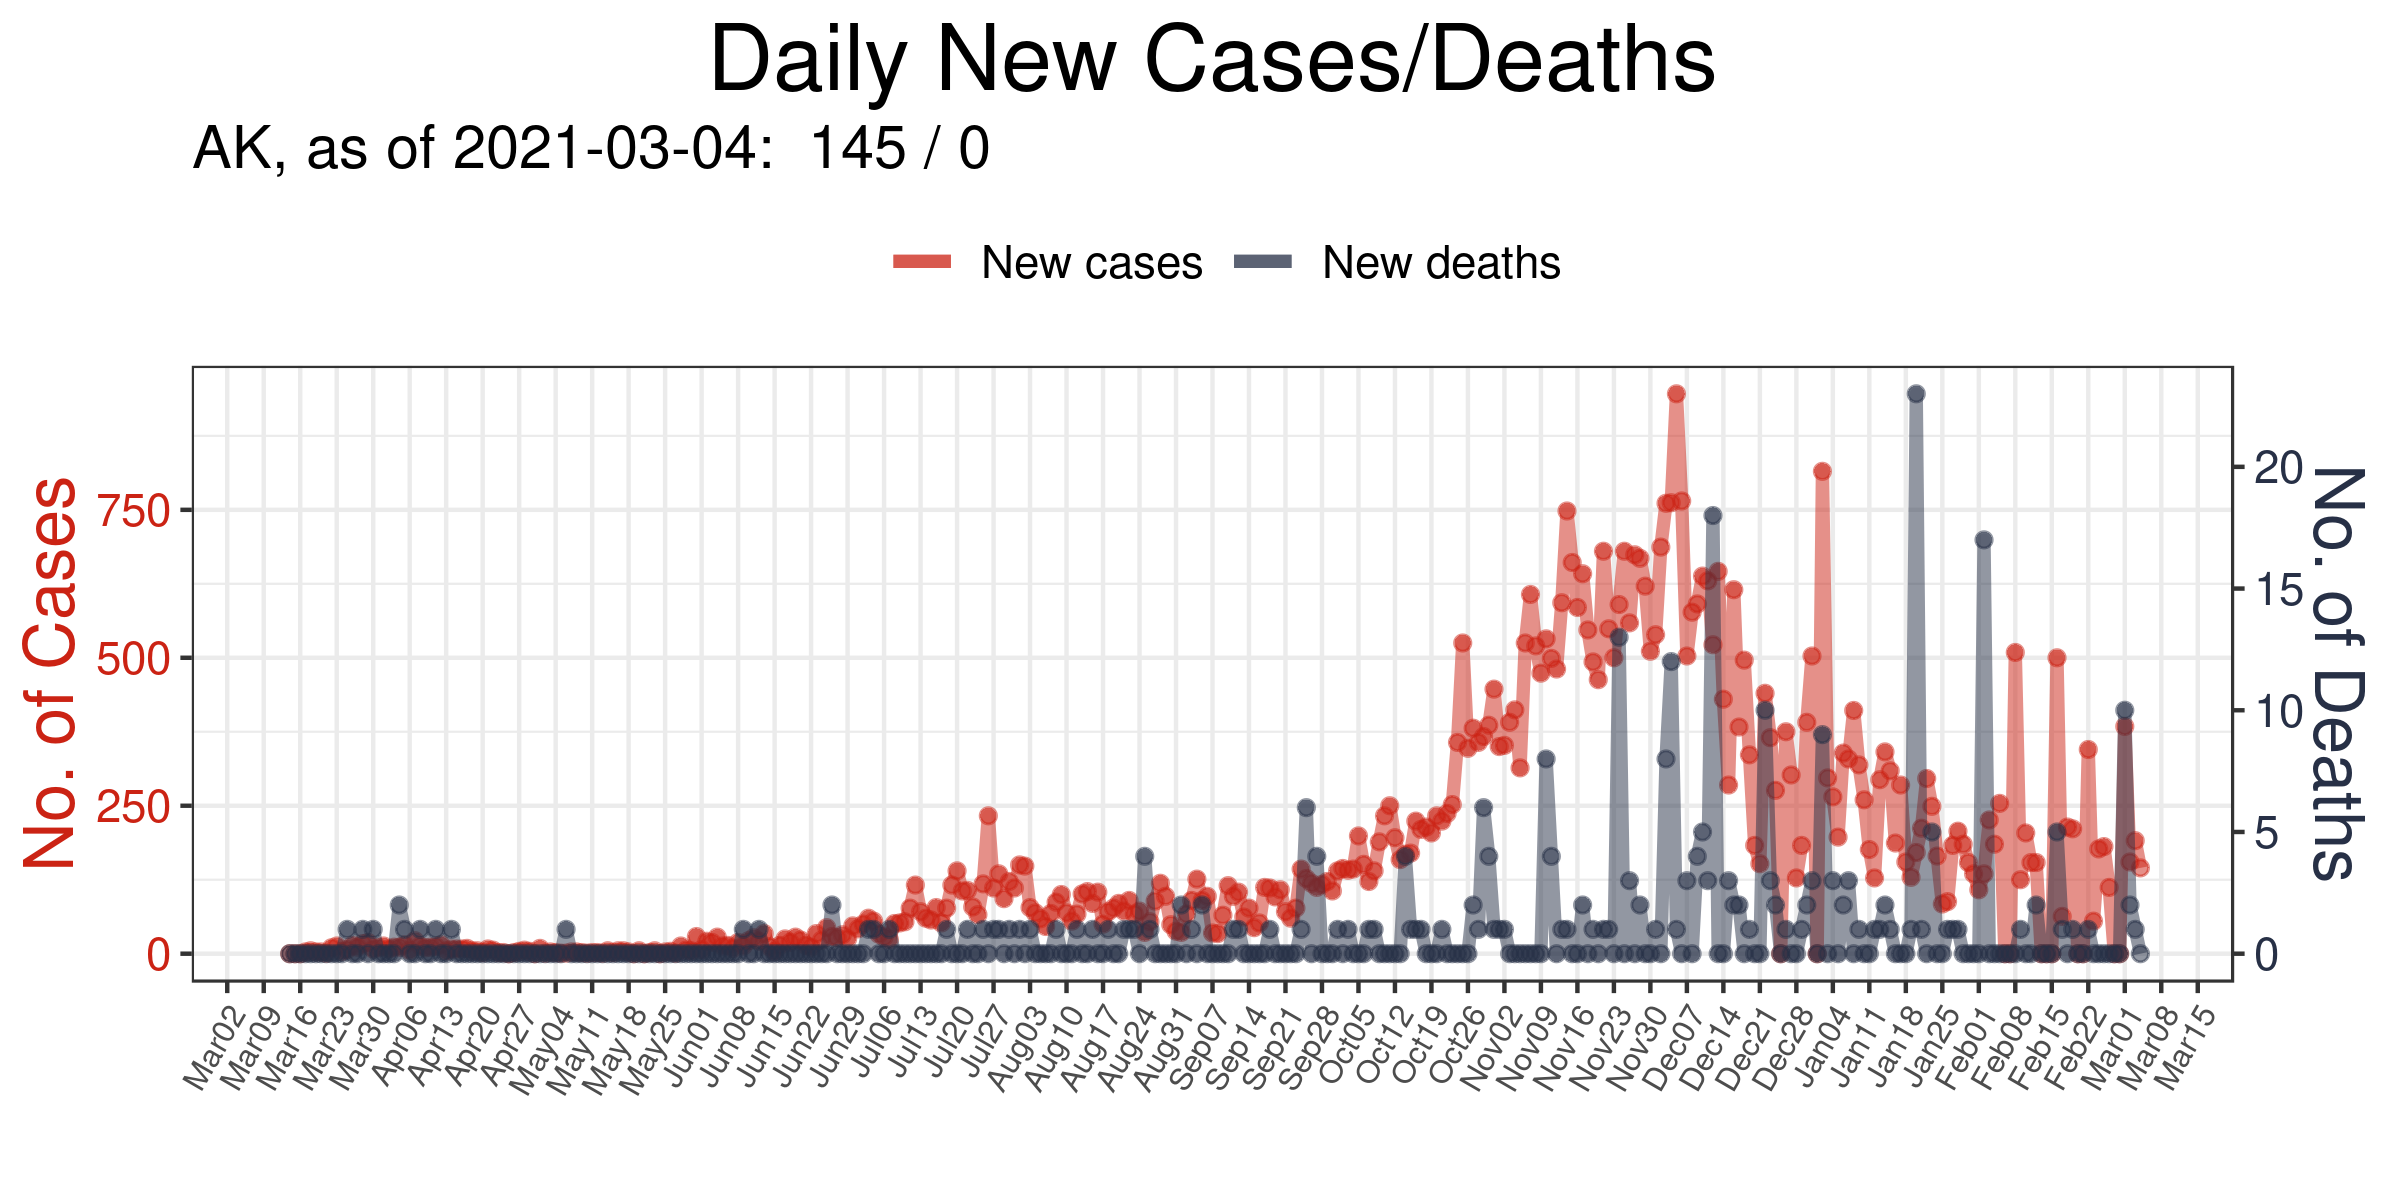 Daily New Cases/Deaths
AK, as of 2021-03-04: 145 / 0
New cases
New deaths
No. of Cases
750
500
250
0
20
15
10
5
0
No. of Deaths
Mar02
Mar09
Mar16
Mar23
Mar30
Apr06
Apr13
Apr20
Apr27
May04
May11
May18
May25
Jun01
Jun08
Jun15
Jun22
Jun29
Jul06
Jul13
Jul20
Jul27
Aug03
Aug10
Aug17
Aug24
Aug31
Sep07
Sep14
Sep21
Sep28
Oct05
Oct12
Oct19
Oct26
Nov02
Nov09
Nov16
Nov23
Nov30
Dec07
Dec14
Dec21
Dec28
Jan04
Jan11
Jan18
Jan25
Feb01
Feb08
Feb15
Feb22
Mar01
Mar08
Mar15